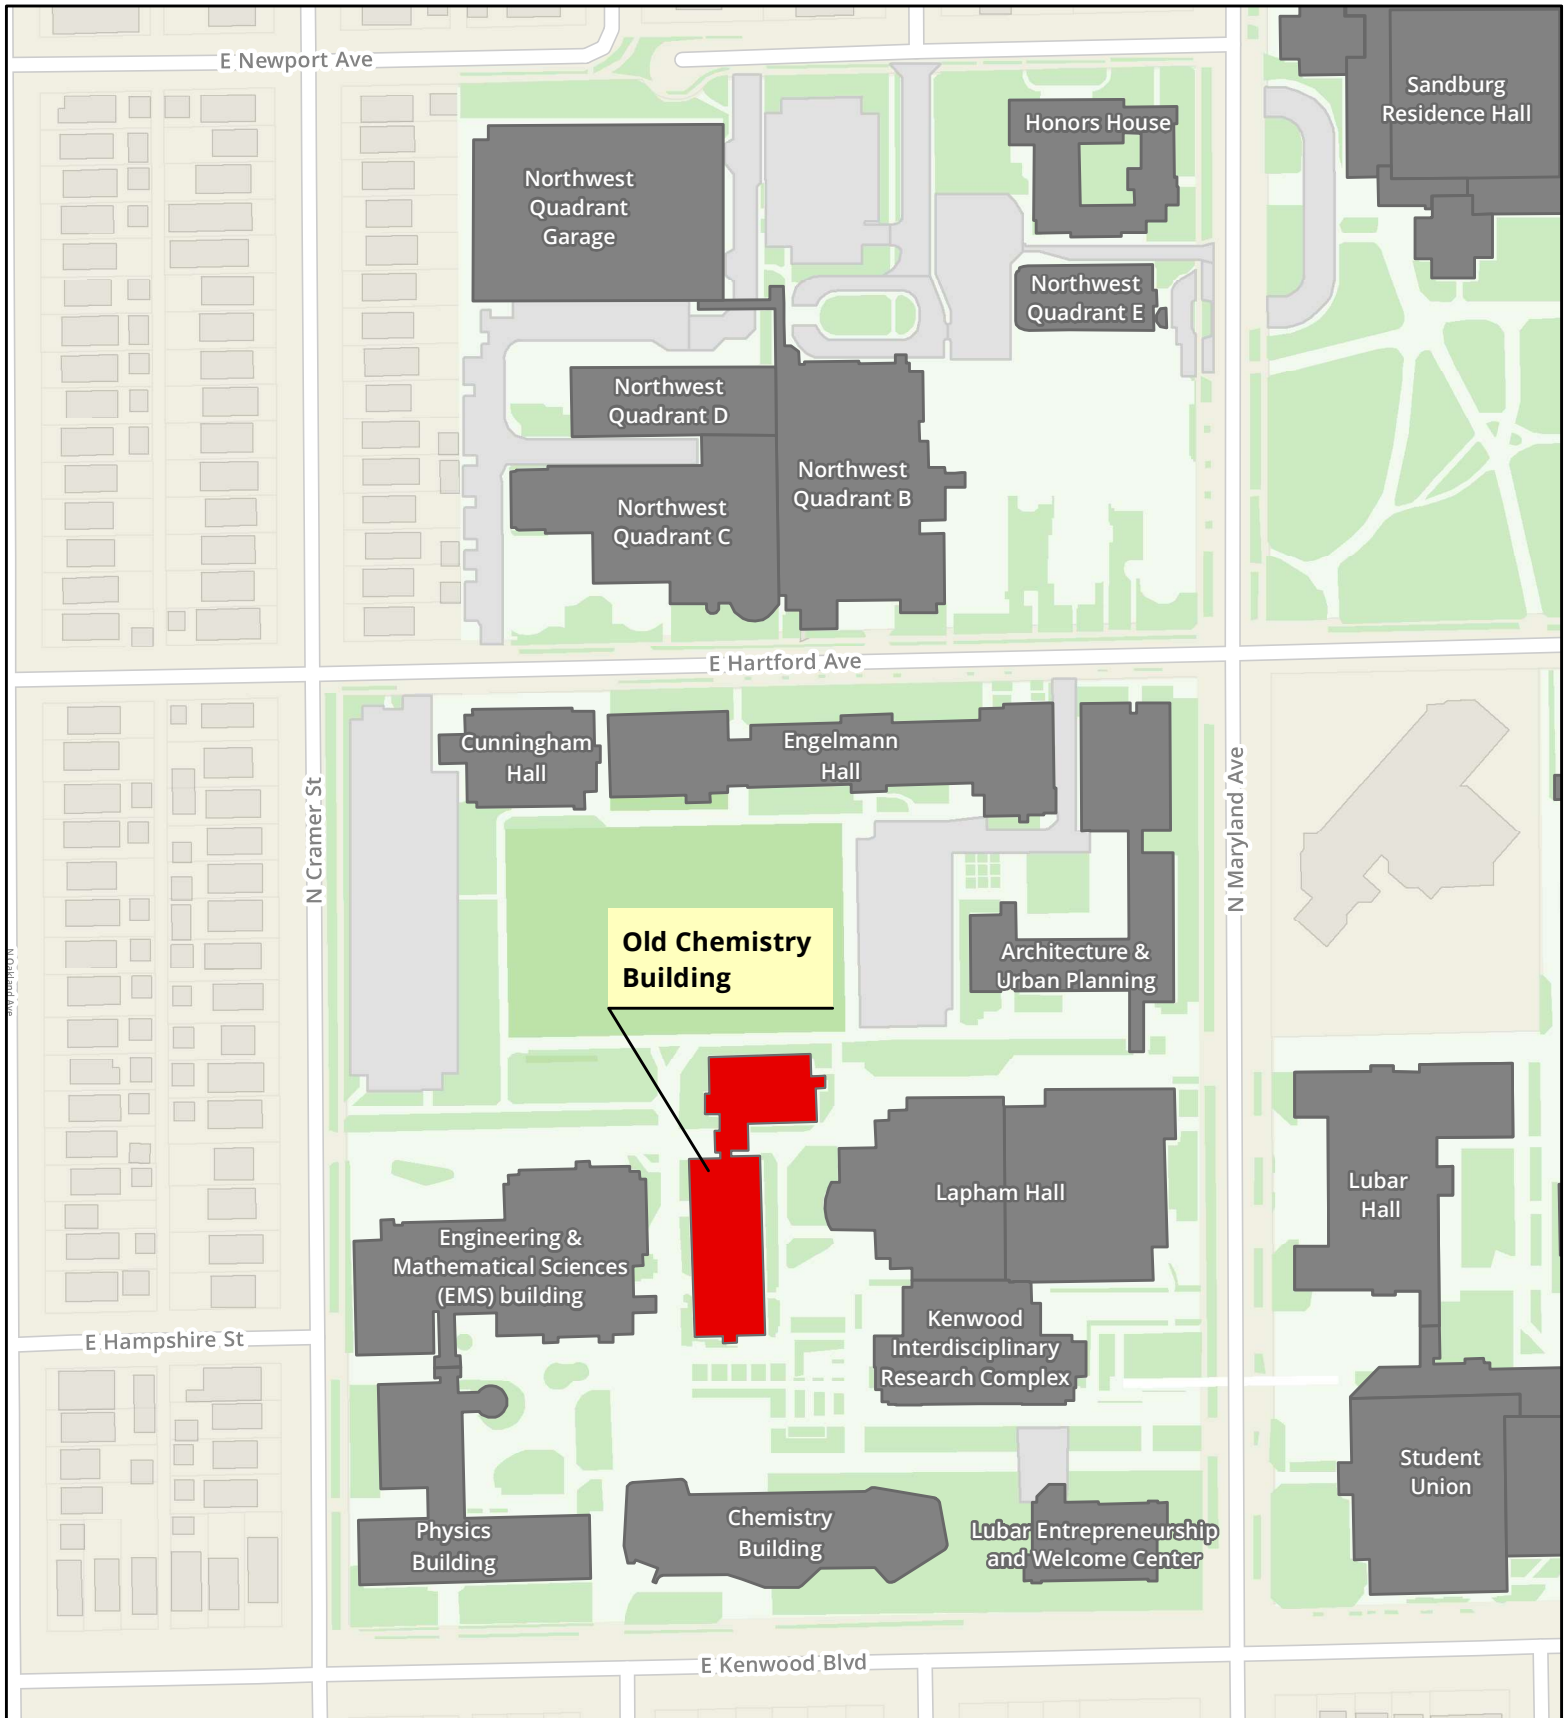 E Newport Ave
Sandburg
Residence Hall
Honors House
Northwest
Quadrant
Garage
Northwest
Quadrant E
Northwest
Quadrant D
Northwest
Quadrant B
Northwest
Quadrant C
E Hartford Ave
Cunningham
Hall
Engelmann
Hall
N Cramer St
N Maryland Ave
Old Chemistry
Building
Architecture &
Urban Planning
N Oakland Ave
Lapham Hall
Lubar
Hall
Engineering &
Mathematical Sciences
(EMS) building
E Hampshire St
Kenwood
Interdisciplinary
Research Complex
Student
Union
Physics
Building
Chemistry
Building
Lubar Entrepreneurship
and Welcome Center
E Kenwood Blvd